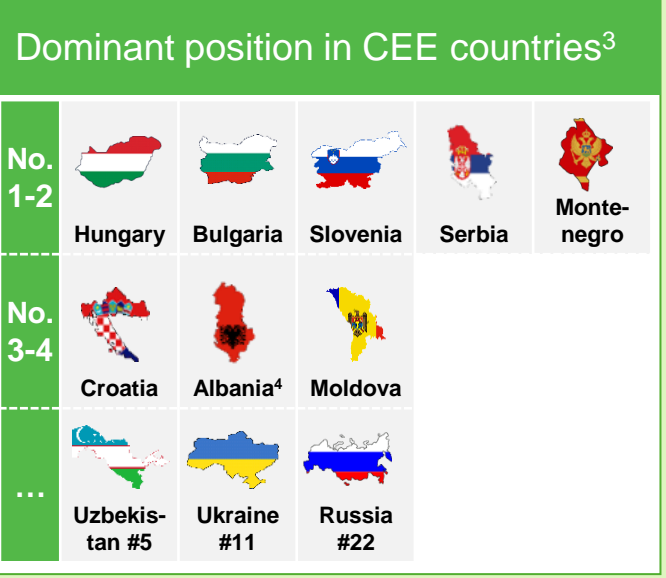 Dominant position in CEE countries³
No.
1-2
Hungary
Bulgaria
Slovenia
Serbia
Monte-
negro
No.
3-4
Croatia
Albania⁴
Moldova
...
Uzbekis-
tan #5
Ukraine
#11
Russia
#22